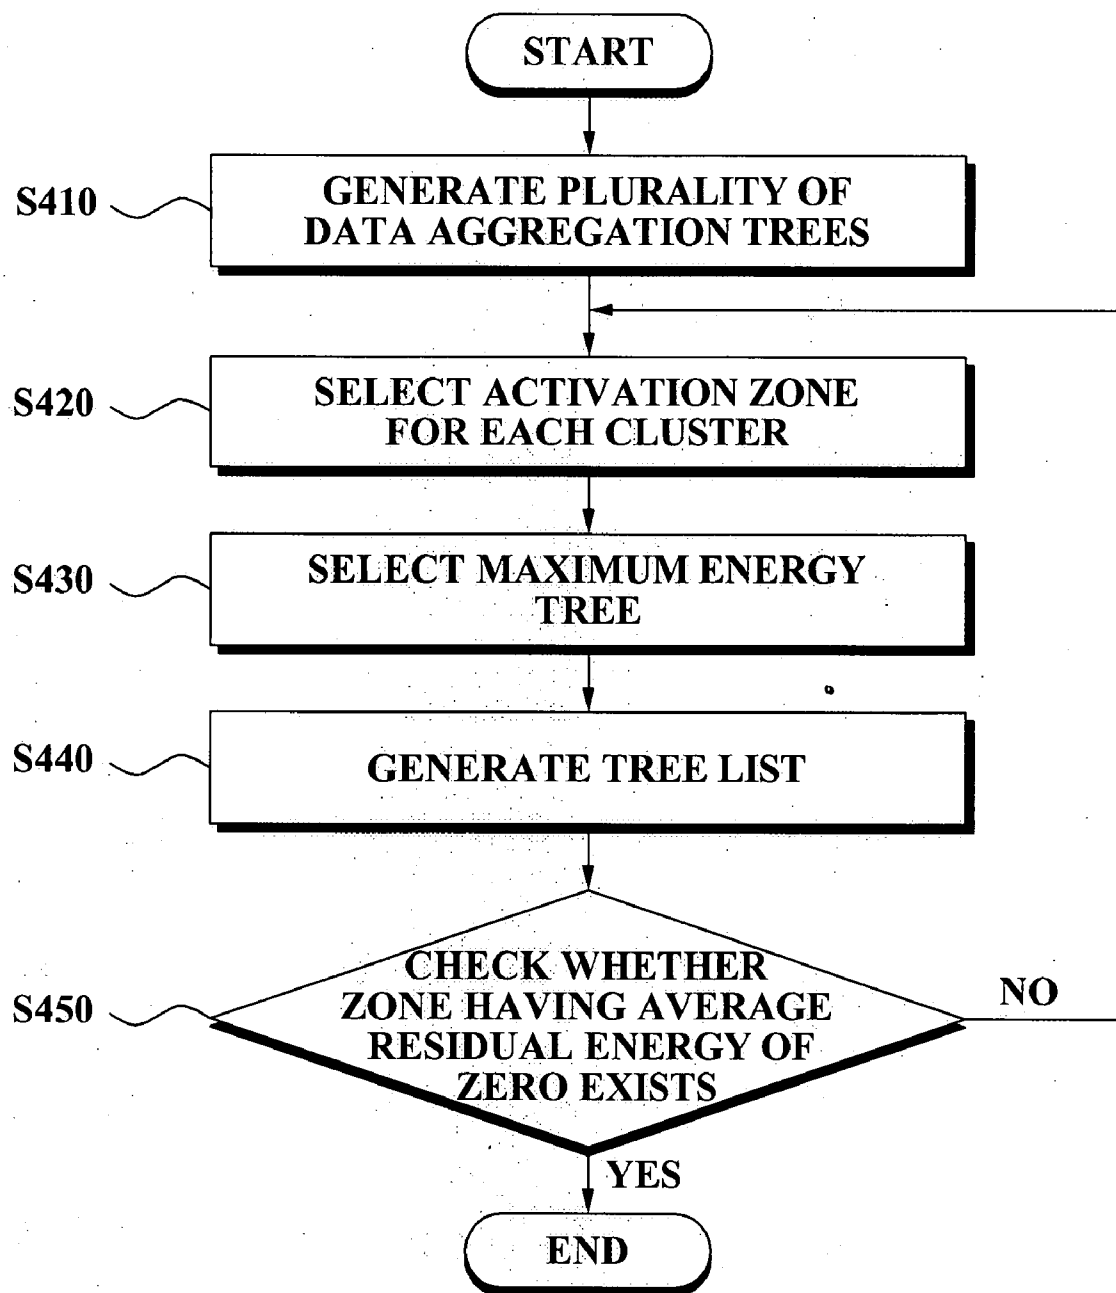 START
S410
GENERATE PLURALITY OF
DATA AGGREGATION TREES
S420
SELECT ACTIVATION ZONE
FOR EACH CLUSTER
S430
SELECT MAXIMUM ENERGY
TREE
S440
GENERATE TREE LIST
S450
CHECK WHETHER
ZONE HAVING AVERAGE
RESIDUAL ENERGY OF
ZERO EXISTS
NO
YES
END